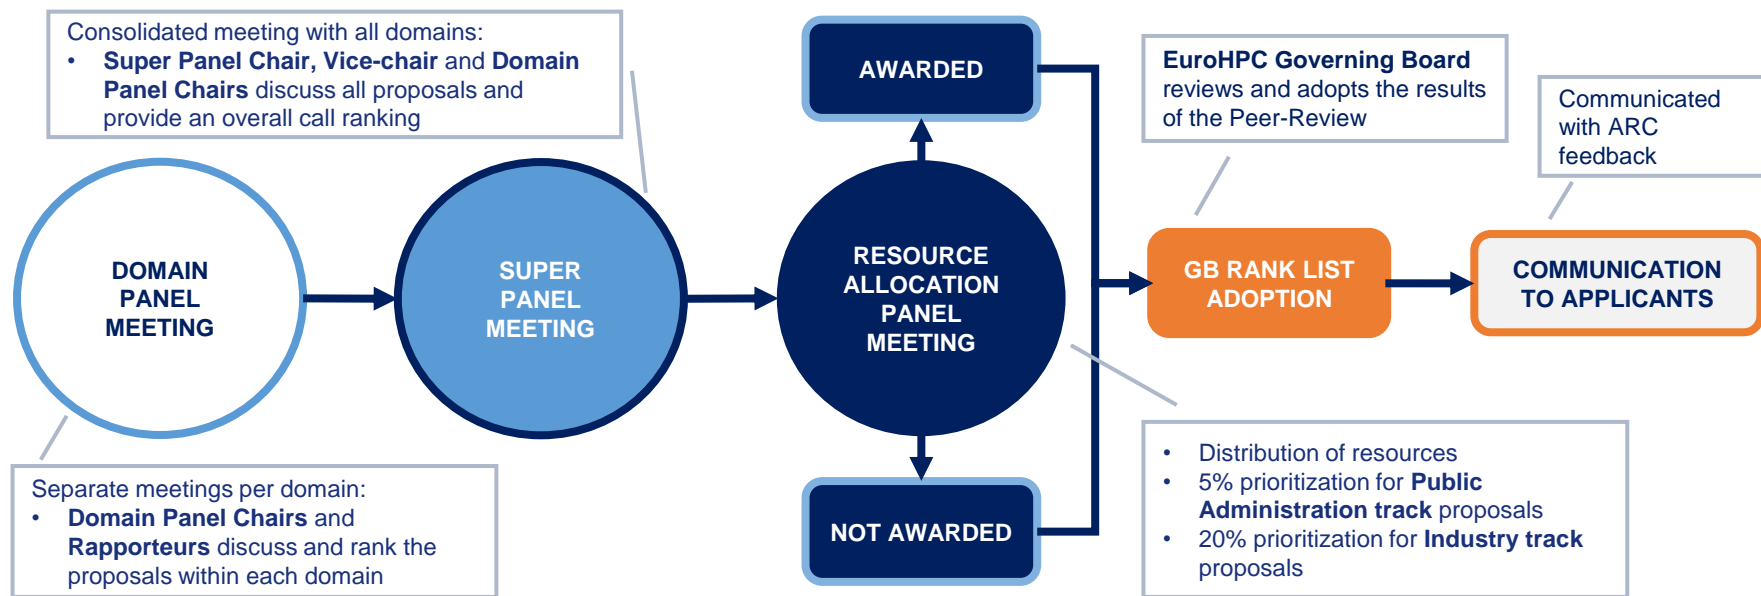 Consolidated meeting with all domains:
• Super Panel Chair, Vice-chair and Domain
Panel Chairs discuss all proposals and
provide an overall call ranking
DOMAIN
PANEL
MEETING
Separate meetings per domain:
• Domain Panel Chairs and
Rapporteurs discuss and rank the
proposals within each domain
SUPER
PANEL
MEETING
AWARDED
RESOURCE
ALLOCATION
PANEL
MEETING
NOT AWARDED
EuroHPC Governing Board
reviews and adopts the results
of the Peer-Review
GB RANK LIST
ADOPTION
• Distribution of resources
• 5% prioritization for Public
Administration track proposals
• 20% prioritization for Industry track
proposals
Communicated
with ARC
feedback
COMMUNICATION
TO APPLICANTS